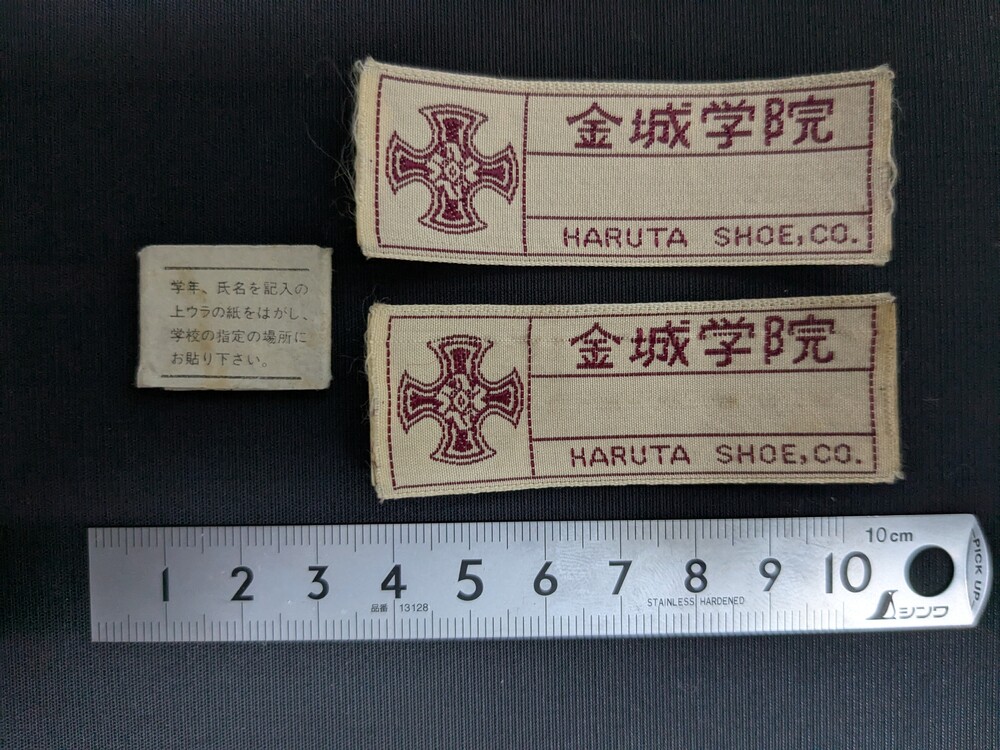 金城学院
HARUTA SHOE,CO.
学年、氏名を記入の
上ウラの紙をはがし、
学校の指定の場所に
お貼り下さい。
金城学院
HARUTA SHOE,CO.
10cm
1 2 3 4 5 6 7 8 9 10
品番 13128
STAINLESS HARDENED
シンワ
PICK UP